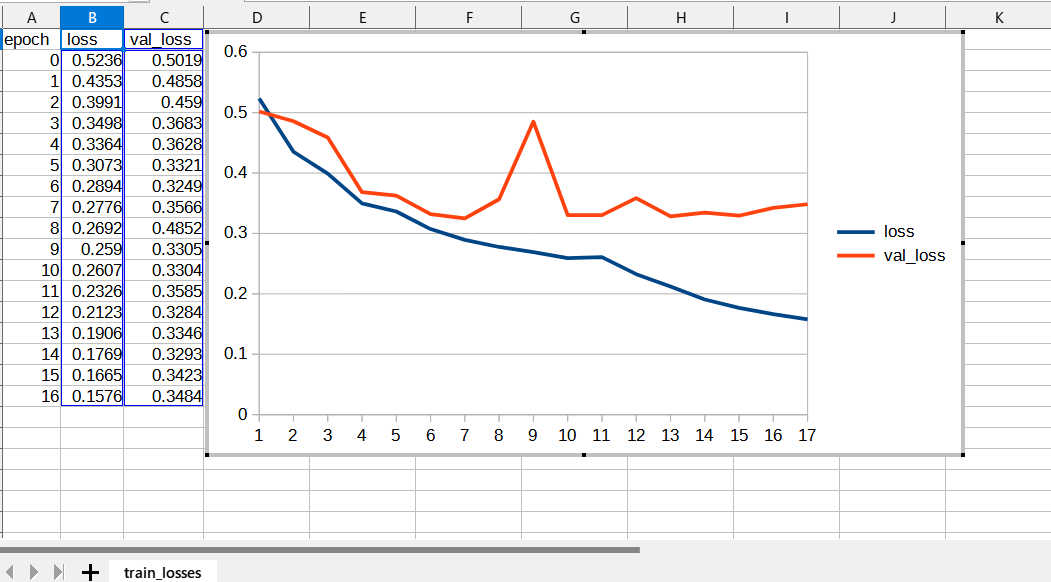 A B C D E F G H I J K
epoch loss val_loss
0 0.5236 0.5019
1 0.4353 0.4858
2 0.3991 0.459
3 0.3498 0.3683
4 0.3364 0.3628
5 0.3073 0.3321
6 0.2894 0.3249
7 0.2776 0.3566
8 0.2692 0.4852
9 0.259 0.3305
10 0.2607 0.3304
11 0.2326 0.3585
12 0.2123 0.3284
13 0.1906 0.3346
14 0.1769 0.3293
15 0.1665 0.3423
16 0.1576 0.3484
0.6
0.5
0.4
0.3
0.2
0.1
0
1 2 3 4 5 6 7 8 9 10 11 12 13 14 15 16 17
loss
val_loss
train_losses